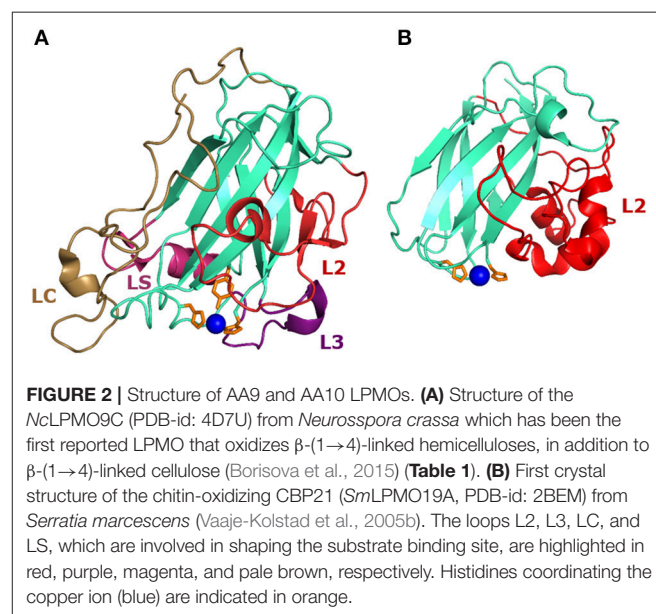 A
B
L2
LC
LS
L2
L3
FIGURE 2 | Structure of AA9 and AA10 LPMOs. (A) Structure of the
NcLPMO9C (PDB-id: 4D7U) from Neurosspora crassa which has been the
first reported LPMO that oxidizes β-(1→4)-linked hemicelluloses, in addition to
β-(1→4)-linked cellulose (Borisova et al., 2015) (Table 1). (B) First crystal
structure of the chitin-oxidizing CBP21 (SmLPMO19A, PDB-id: 2BEM) from
Serratia marcescens (Vaaje-Kolstad et al., 2005b). The loops L2, L3, LC, and
LS, which are involved in shaping the substrate binding site, are highlighted in
red, purple, magenta, and pale brown, respectively. Histidines coordinating the
copper ion (blue) are indicated in orange.